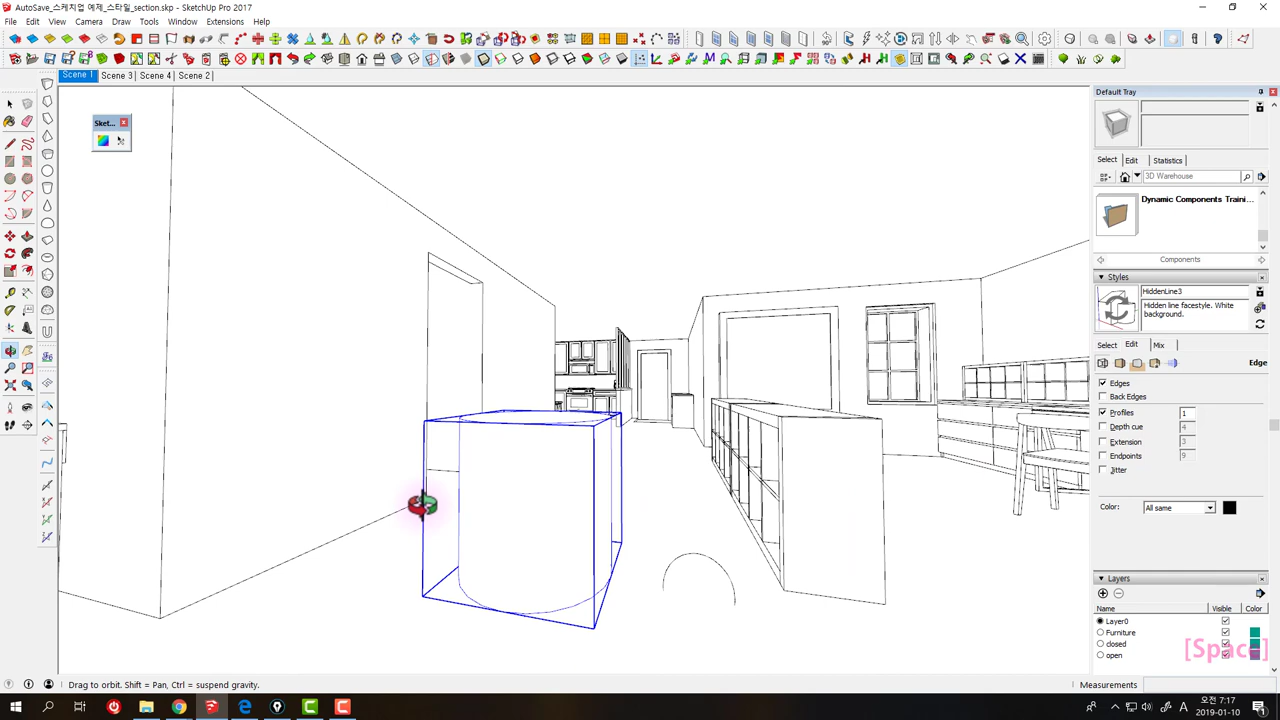 AutoSave_스케치업 예제_스타일_section.skp - SketchUp Pro 2017
File Edit View Camera Draw Tools Window Extensions Help
Scene 1 Scene 3 Scene 4 Scene 2
Sket...
Default Tray
Select Edit Statistics
3D Warehouse
Dynamic Components Traini...
Components
Styles
HiddenLine3
Hidden line facestyle. White
background.
Select Edit Mix
Edge
Edges
Back Edges
Profiles 1
Depth cue 4
Extension 3
Endpoints 9
Jitter
Color: All same
Layers
Name Visible Color
Layer0
Furniture
closed
open
[Space]
Drag to orbit. Shift = Pan, Ctrl = suspend gravity.
Measurements
A 오전 7:17
2019-01-10